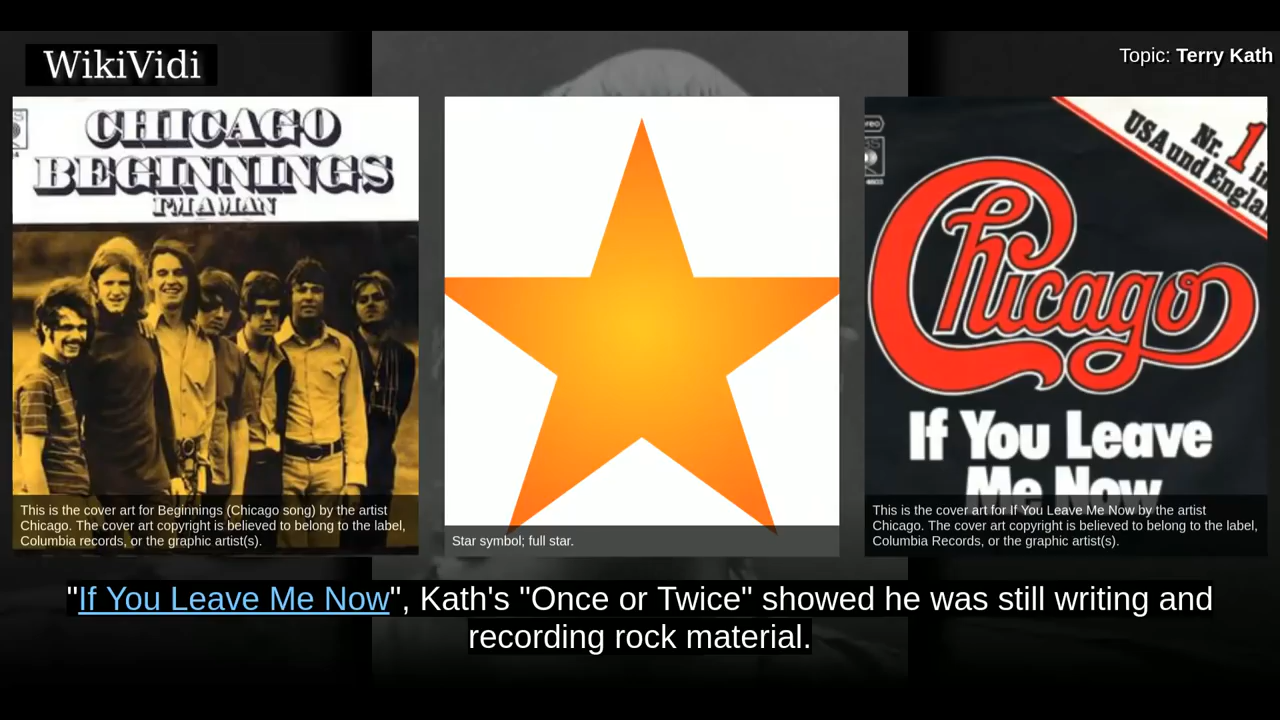 WikiVidi
Topic: Terry Kath
CHICAGO
BEGINNINGS
I'M A MAN
This is the cover art for Beginnings (Chicago song) by the artist
Chicago. The cover art copyright is believed to belong to the label,
Columbia records, or the graphic artist(s).
Star symbol; full star.
Nr. 1 in
USA und England
Chicago
If You Leave
Me Now
This is the cover art for If You Leave Me Now by the artist
Chicago. The cover art copyright is believed to belong to the label,
Columbia Records, or the graphic artist(s).
"If You Leave Me Now", Kath's "Once or Twice" showed he was still writing and
recording rock material.